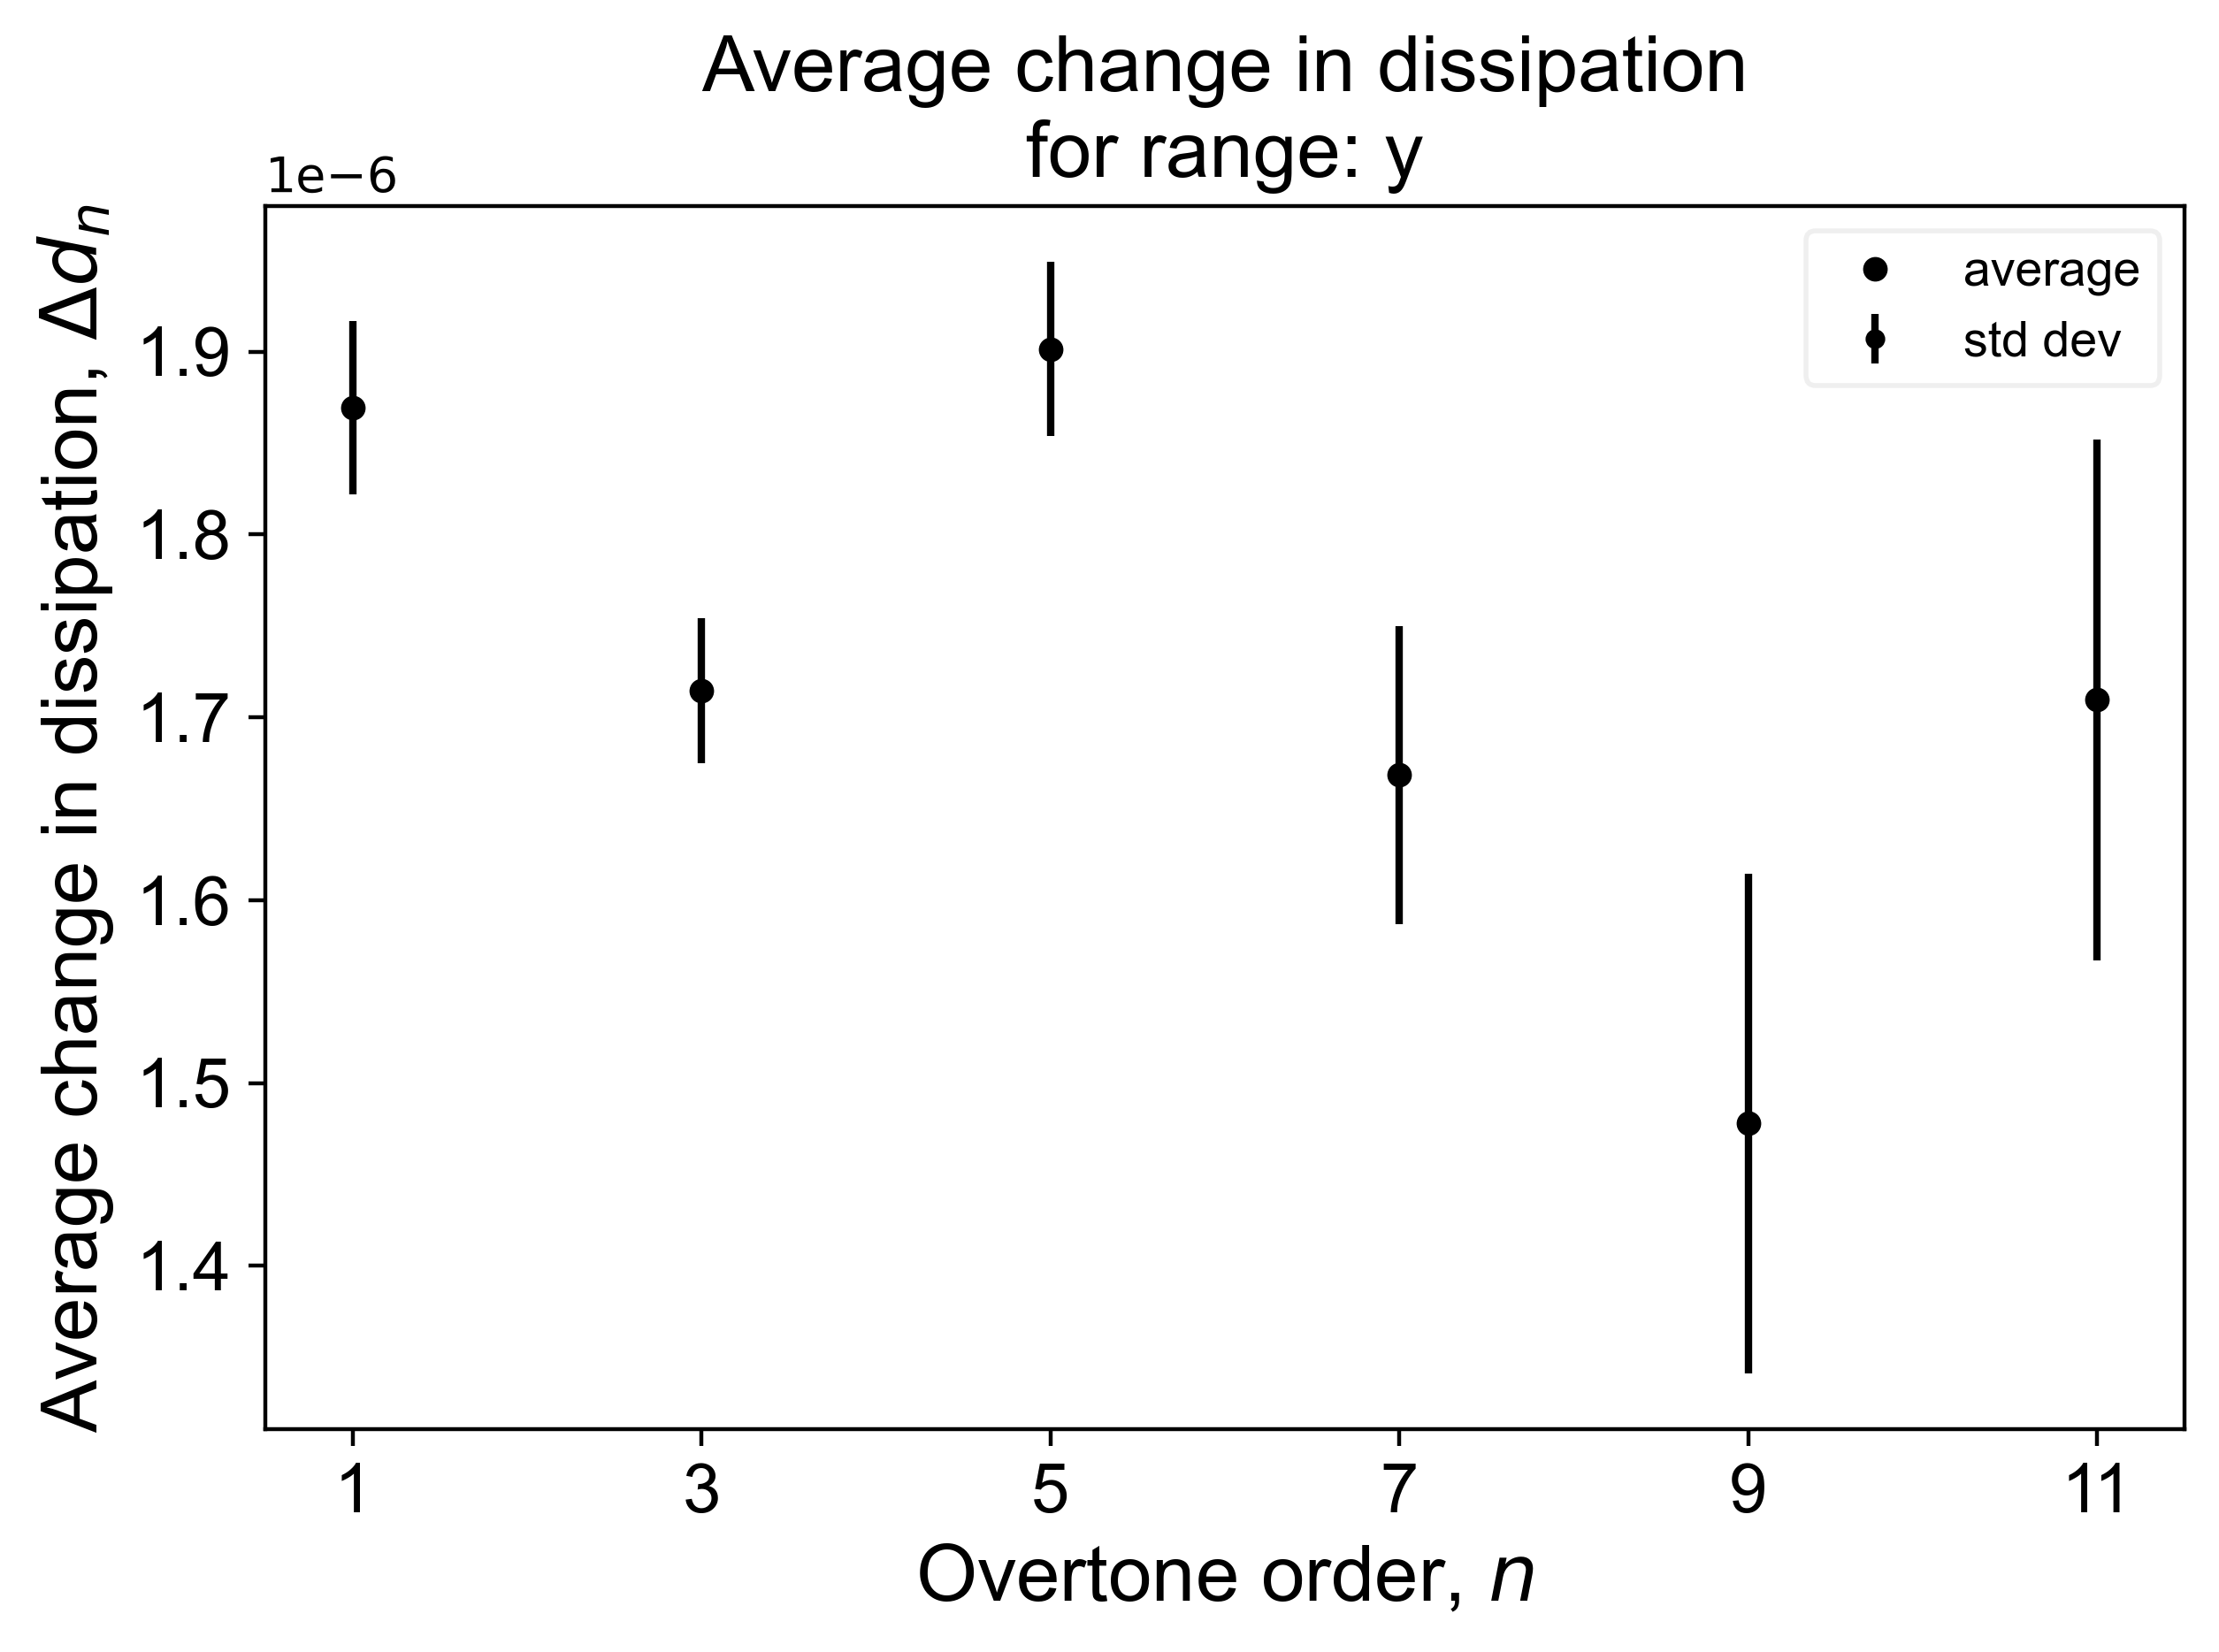 Average change in dissipation
for range: y
1e−6
Average change in dissipation, Δdₙ
1.9
1.8
1.7
1.6
1.5
1.4
average
std dev
1
3
5
7
9
11
Overtone order, n